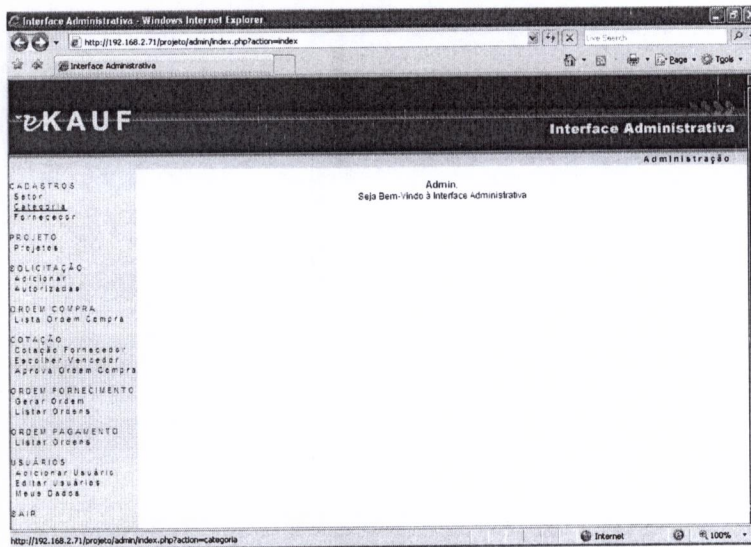 Interface Administrativa - Windows Internet Explorer
http://192.168.2.71/projeto/admin/index.php?action=index
Live Search
Interface Administrativa
Page
Tools
eKAUF
Interface Administrativa
Administração
CADASTROS
Setor
Categoria
Fornecedor
PROJETO
Projetos
SOLICITAÇÃO
Adicionar
Autorizadas
ORDEM COMPRA
Lista Ordem Compra
COTAÇÃO
Cotação Fornecedor
Escolher Vencedor
Aprova Ordem Compra
ORDEM FORNECIMENTO
Gerar Ordem
Listar Ordens
ORDEM PAGAMENTO
Listar Ordens
USUÁRIOS
Adicionar Usuário
Editar Usuários
Meus Dados
SAIR
Admin,
Seja Bem-Vindo à Interface Administrativa
http://192.168.2.71/projeto/admin/index.php?action=categoria
Internet
100%